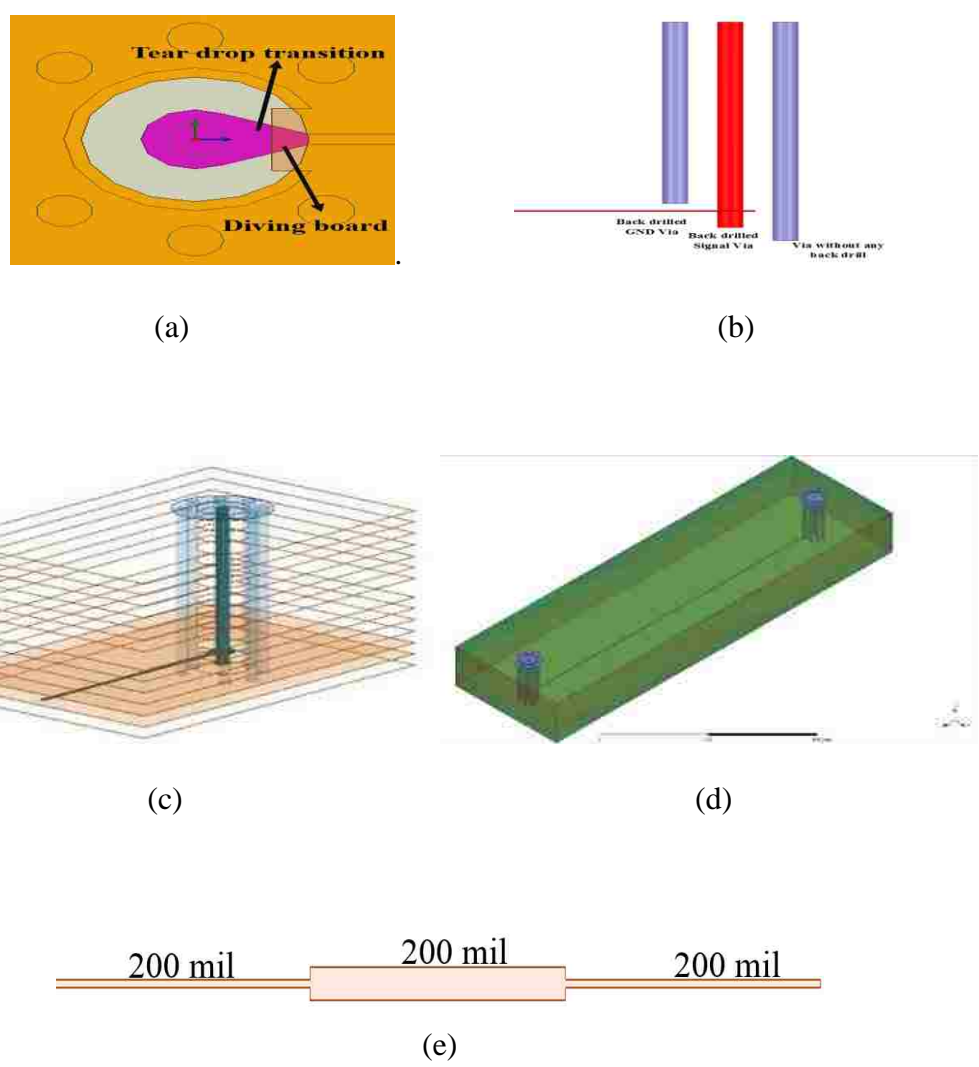 Tear drop transition
Diving board
.
Back drilled
GND Via
Back drilled
Signal Via
Via without any
back drill
(a)
(b)
(c)
(d)
200 mil
200 mil
200 mil
(e)